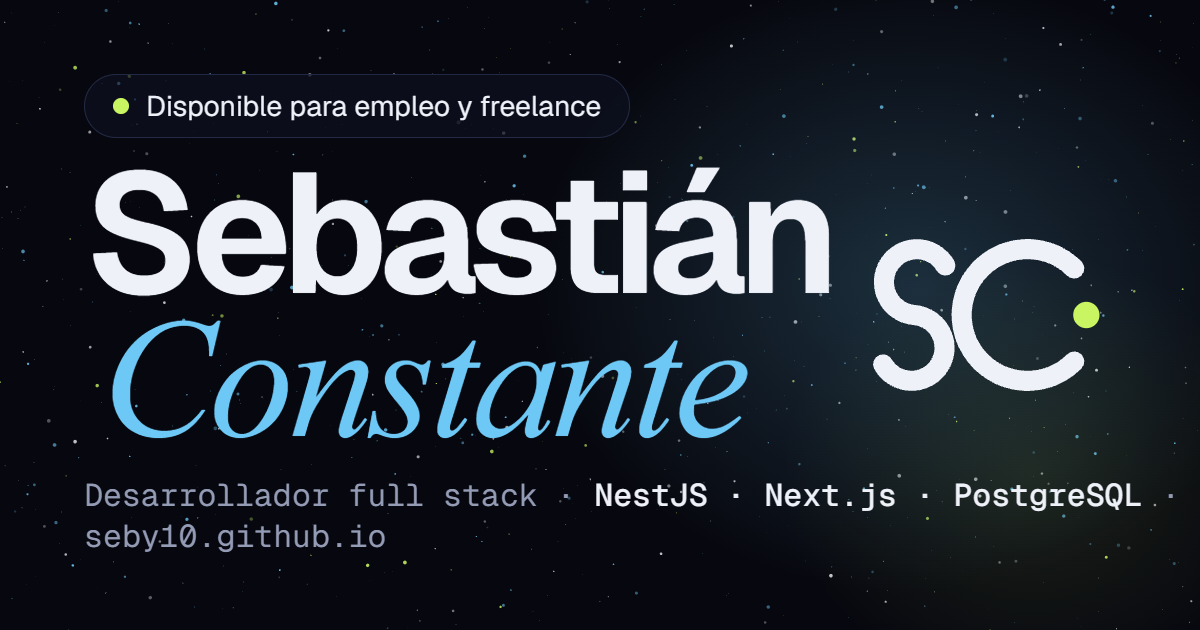 Disponible para empleo y freelance
Sebastián
SC
Constante
Desarrollador full stack · NestJS · Next.js · PostgreSQL ·
seby10.github.io